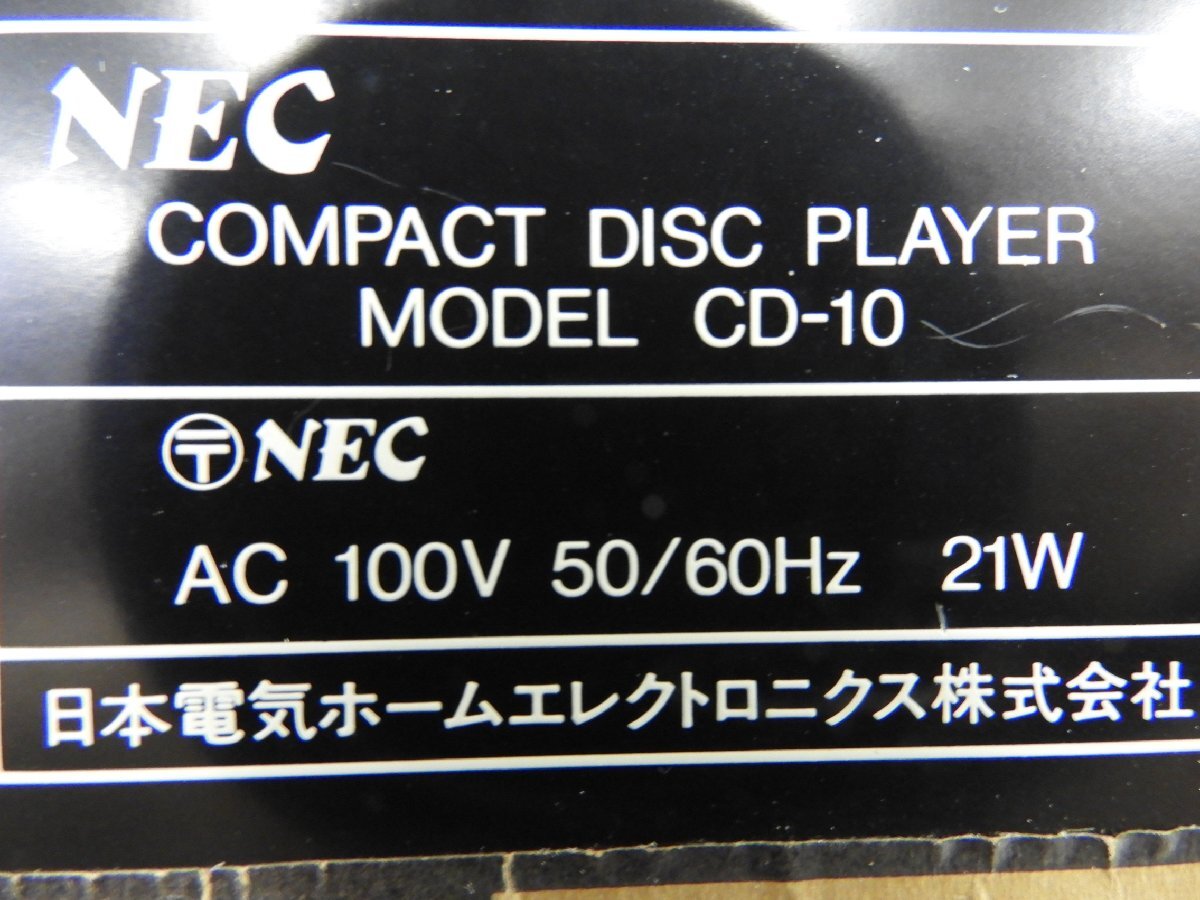 NEC
COMPACT DISC PLAYER
MODEL CD-10
〶NEC
AC 100V 50/60Hz 21W
日本電気ホームエレクトロニクス株式会社